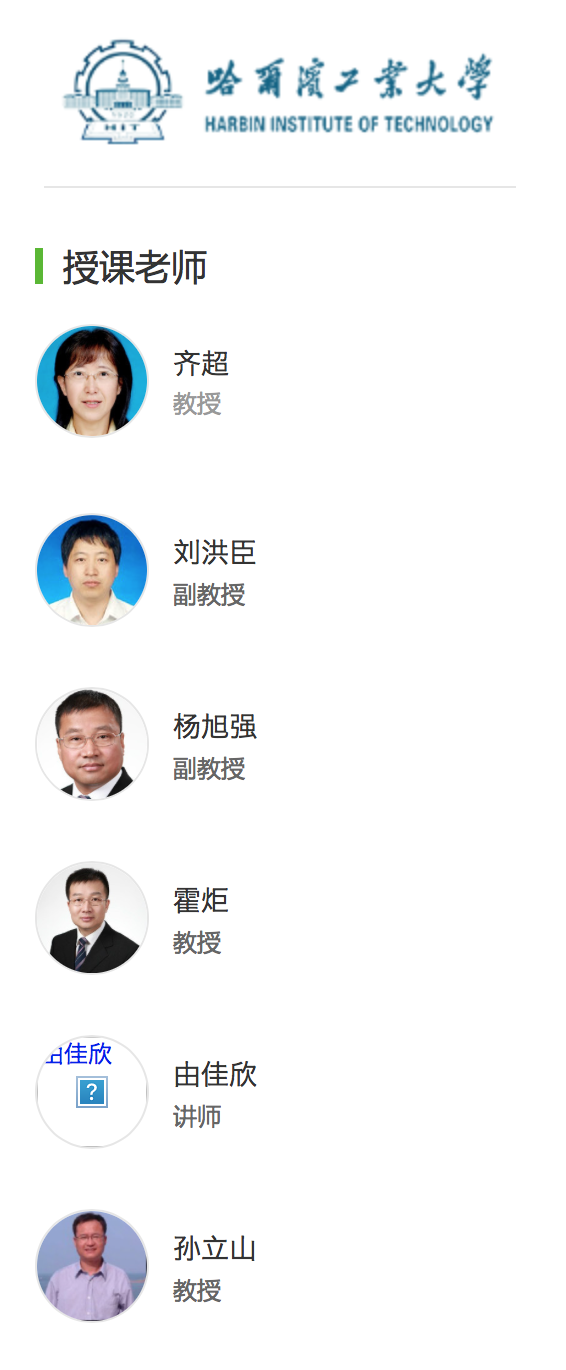 哈爾濱工業大學
HARBIN INSTITUTE OF TECHNOLOGY
HIT
1920
授课老师
齐超
教授
刘洪臣
副教授
杨旭强
副教授
霍炬
教授
由佳欣
?
由佳欣
讲师
孙立山
教授